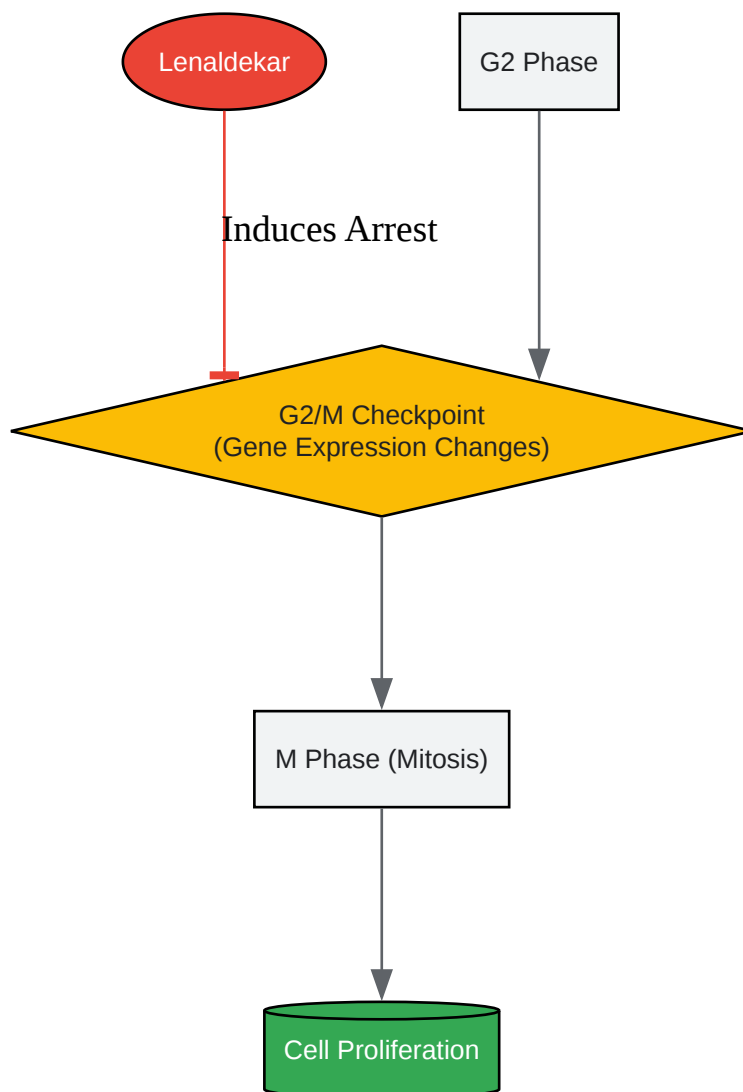 Lenaldekar
G2 Phase
Induces Arrest
G2/M Checkpoint
(Gene Expression Changes)
M Phase (Mitosis)
Cell Proliferation